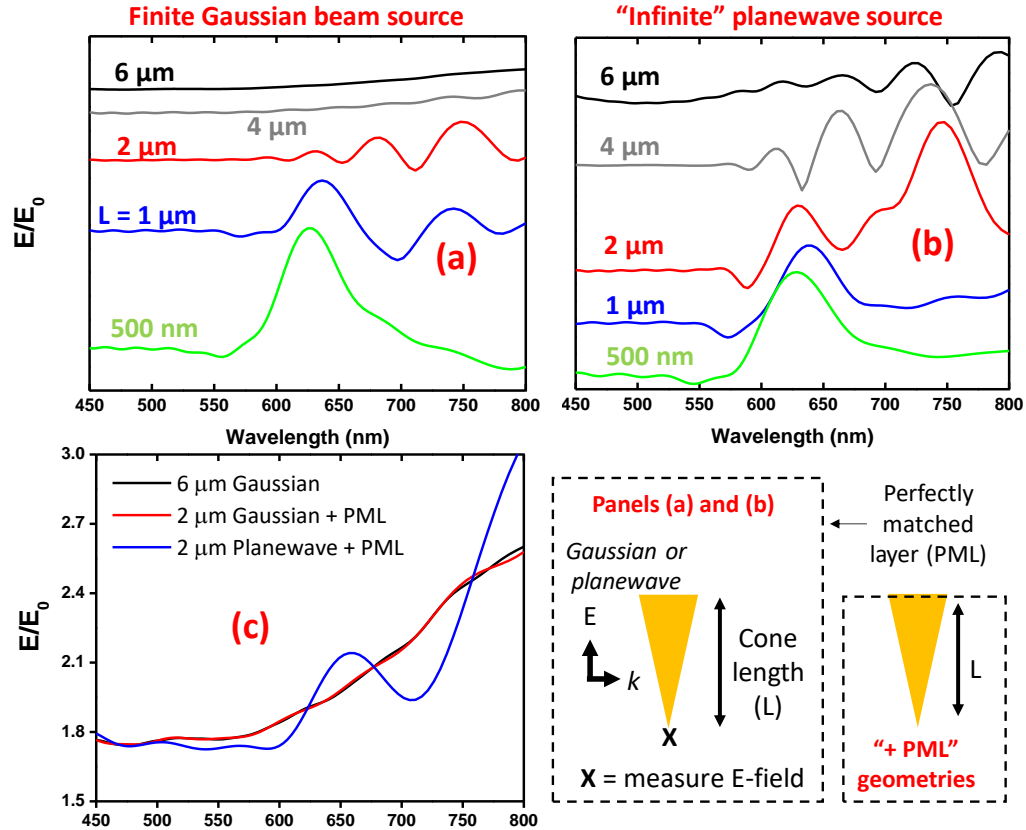 Finite Gaussian beam source
"Infinite" planewave source
E/E0
6 µm
4 µm
2 µm
L = 1 µm
500 nm
(a)
450 500 550 600 650 700 750 800
Wavelength (nm)
6 µm
4 µm
2 µm
1 µm
500 nm
(b)
450 500 550 600 650 700 750 800
Wavelength (nm)
E/E0
3.0
2.7
2.4
2.1
1.8
1.5
6 µm Gaussian
2 µm Gaussian + PML
2 µm Planewave + PML
(c)
450 500 550 600 650 700 750 800
Wavelength (nm)
Panels (a) and (b)
Gaussian or
planewave
E
k
Cone
length
(L)
X
X = measure E-field
Perfectly
matched
layer (PML)
L
"+ PML"
geometries